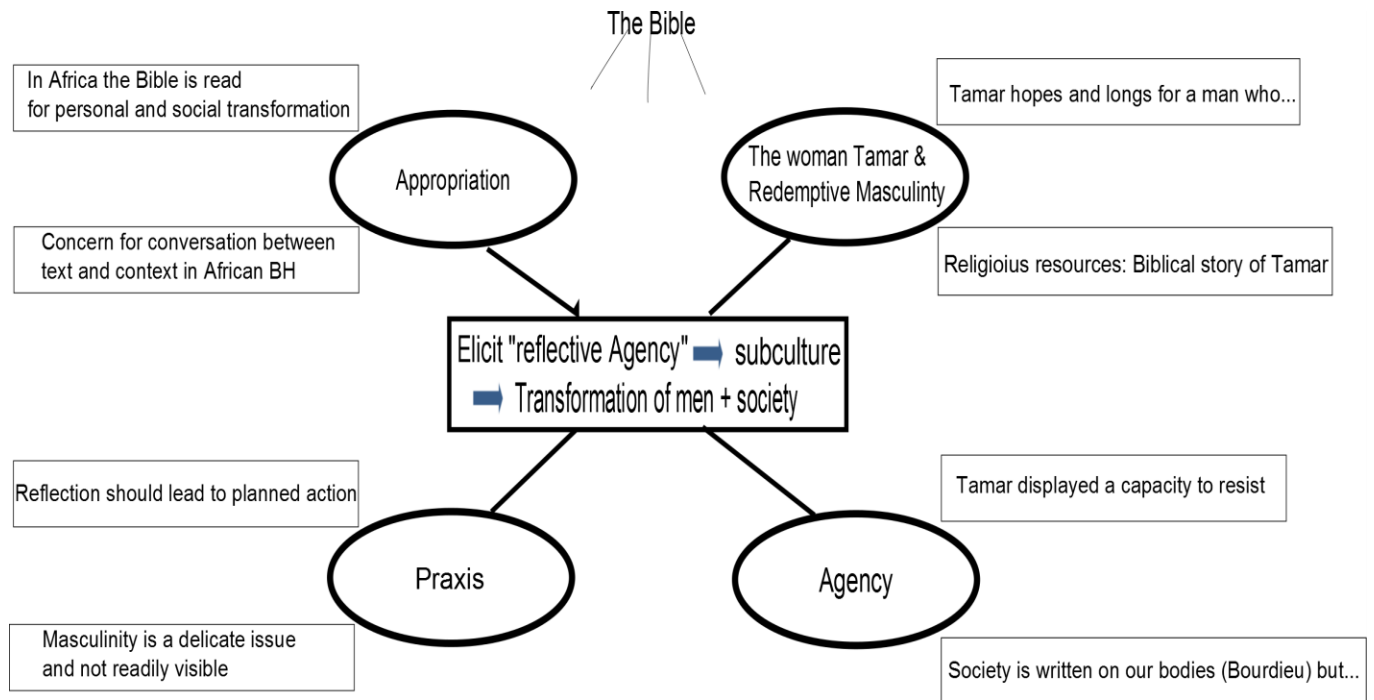 The Bible
In Africa the Bible is read
for personal and social transformation
Tamar hopes and longs for a man who...
Appropriation
The woman Tamar &
Redemptive Masculinty
Concern for conversation between
text and context in African BH
Religioius resources: Biblical story of Tamar
Elicit "reflective Agency" ➡ subculture
➡ Transformation of men + society
Reflection should lead to planned action
Tamar displayed a capacity to resist
Praxis
Agency
Masculinity is a delicate issue
and not readily visible
Society is written on our bodies (Bourdieu) but...